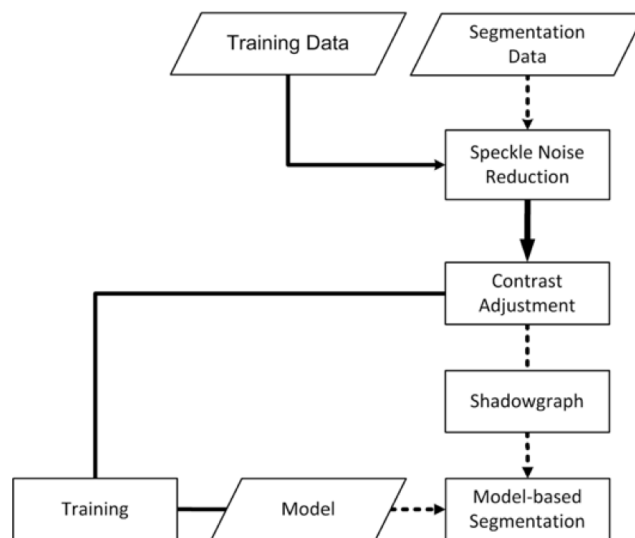 Training Data
Segmentation
Data
Speckle Noise
Reduction
Contrast
Adjustment
Shadowgraph
Training
Model
Model-based
Segmentation